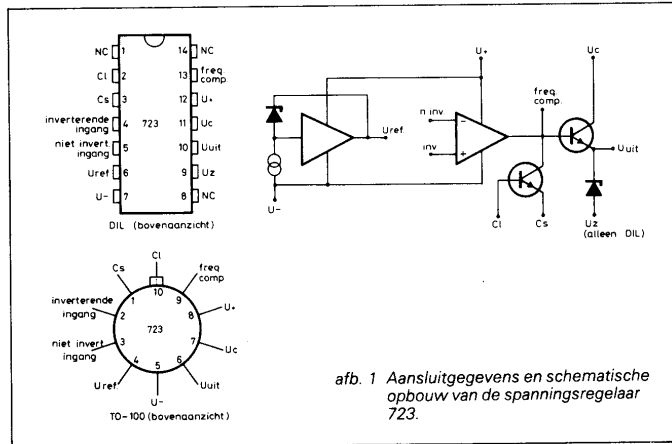 NC 1 14 NC
Cl 2 13 freq. comp.
Cs 3 12 U+
inverterende ingang 4 723 11 Uc
niet invert. ingang 5 10 Uuit
Uref 6 9 Uz
U- 7 8 NC
DIL (bovenaanzicht)
Cl
Cs 10 freq comp
1 9
inverterende ingang 2 8 U+
723
niet invert. ingang 3 7 Uc
4 6
Uref 5 Uuit
U-
TO-100 (bovenaanzicht)
U+
Uc
freq. comp.
Uref
n inv -
inv +
Uuit
U-
Cl
Cs
Uz
(alleen DIL)
afb. 1 Aansluitgegevens en schematische
opbouw van de spanningsregelaar
723.